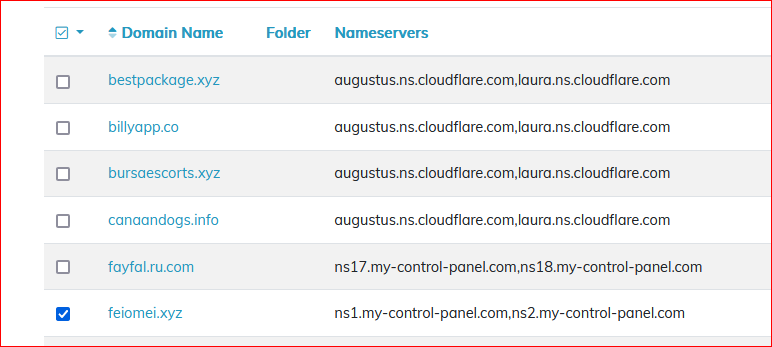 Domain Name Folder Nameservers
bestpackage.xyz augustus.ns.cloudflare.com,laura.ns.cloudflare.com
billyapp.co augustus.ns.cloudflare.com,laura.ns.cloudflare.com
bursaescorts.xyz augustus.ns.cloudflare.com,laura.ns.cloudflare.com
canaandogs.info augustus.ns.cloudflare.com,laura.ns.cloudflare.com
fayfal.ru.com ns17.my-control-panel.com,ns18.my-control-panel.com
feiomei.xyz ns1.my-control-panel.com,ns2.my-control-panel.com